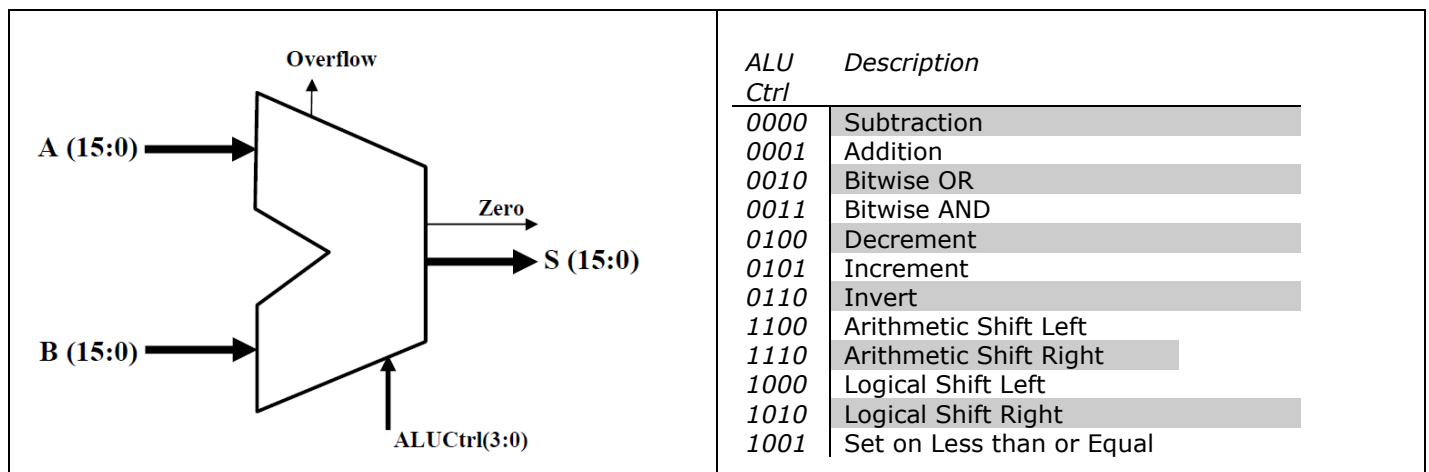 Overflow
A (15:0)
Zero
S (15:0)
B (15:0)
ALUCtrl(3:0)
ALU Description
Ctrl
0000 Subtraction
0001 Addition
0010 Bitwise OR
0011 Bitwise AND
0100 Decrement
0101 Increment
0110 Invert
1100 Arithmetic Shift Left
1110 Arithmetic Shift Right
1000 Logical Shift Left
1010 Logical Shift Right
1001 Set on Less than or Equal